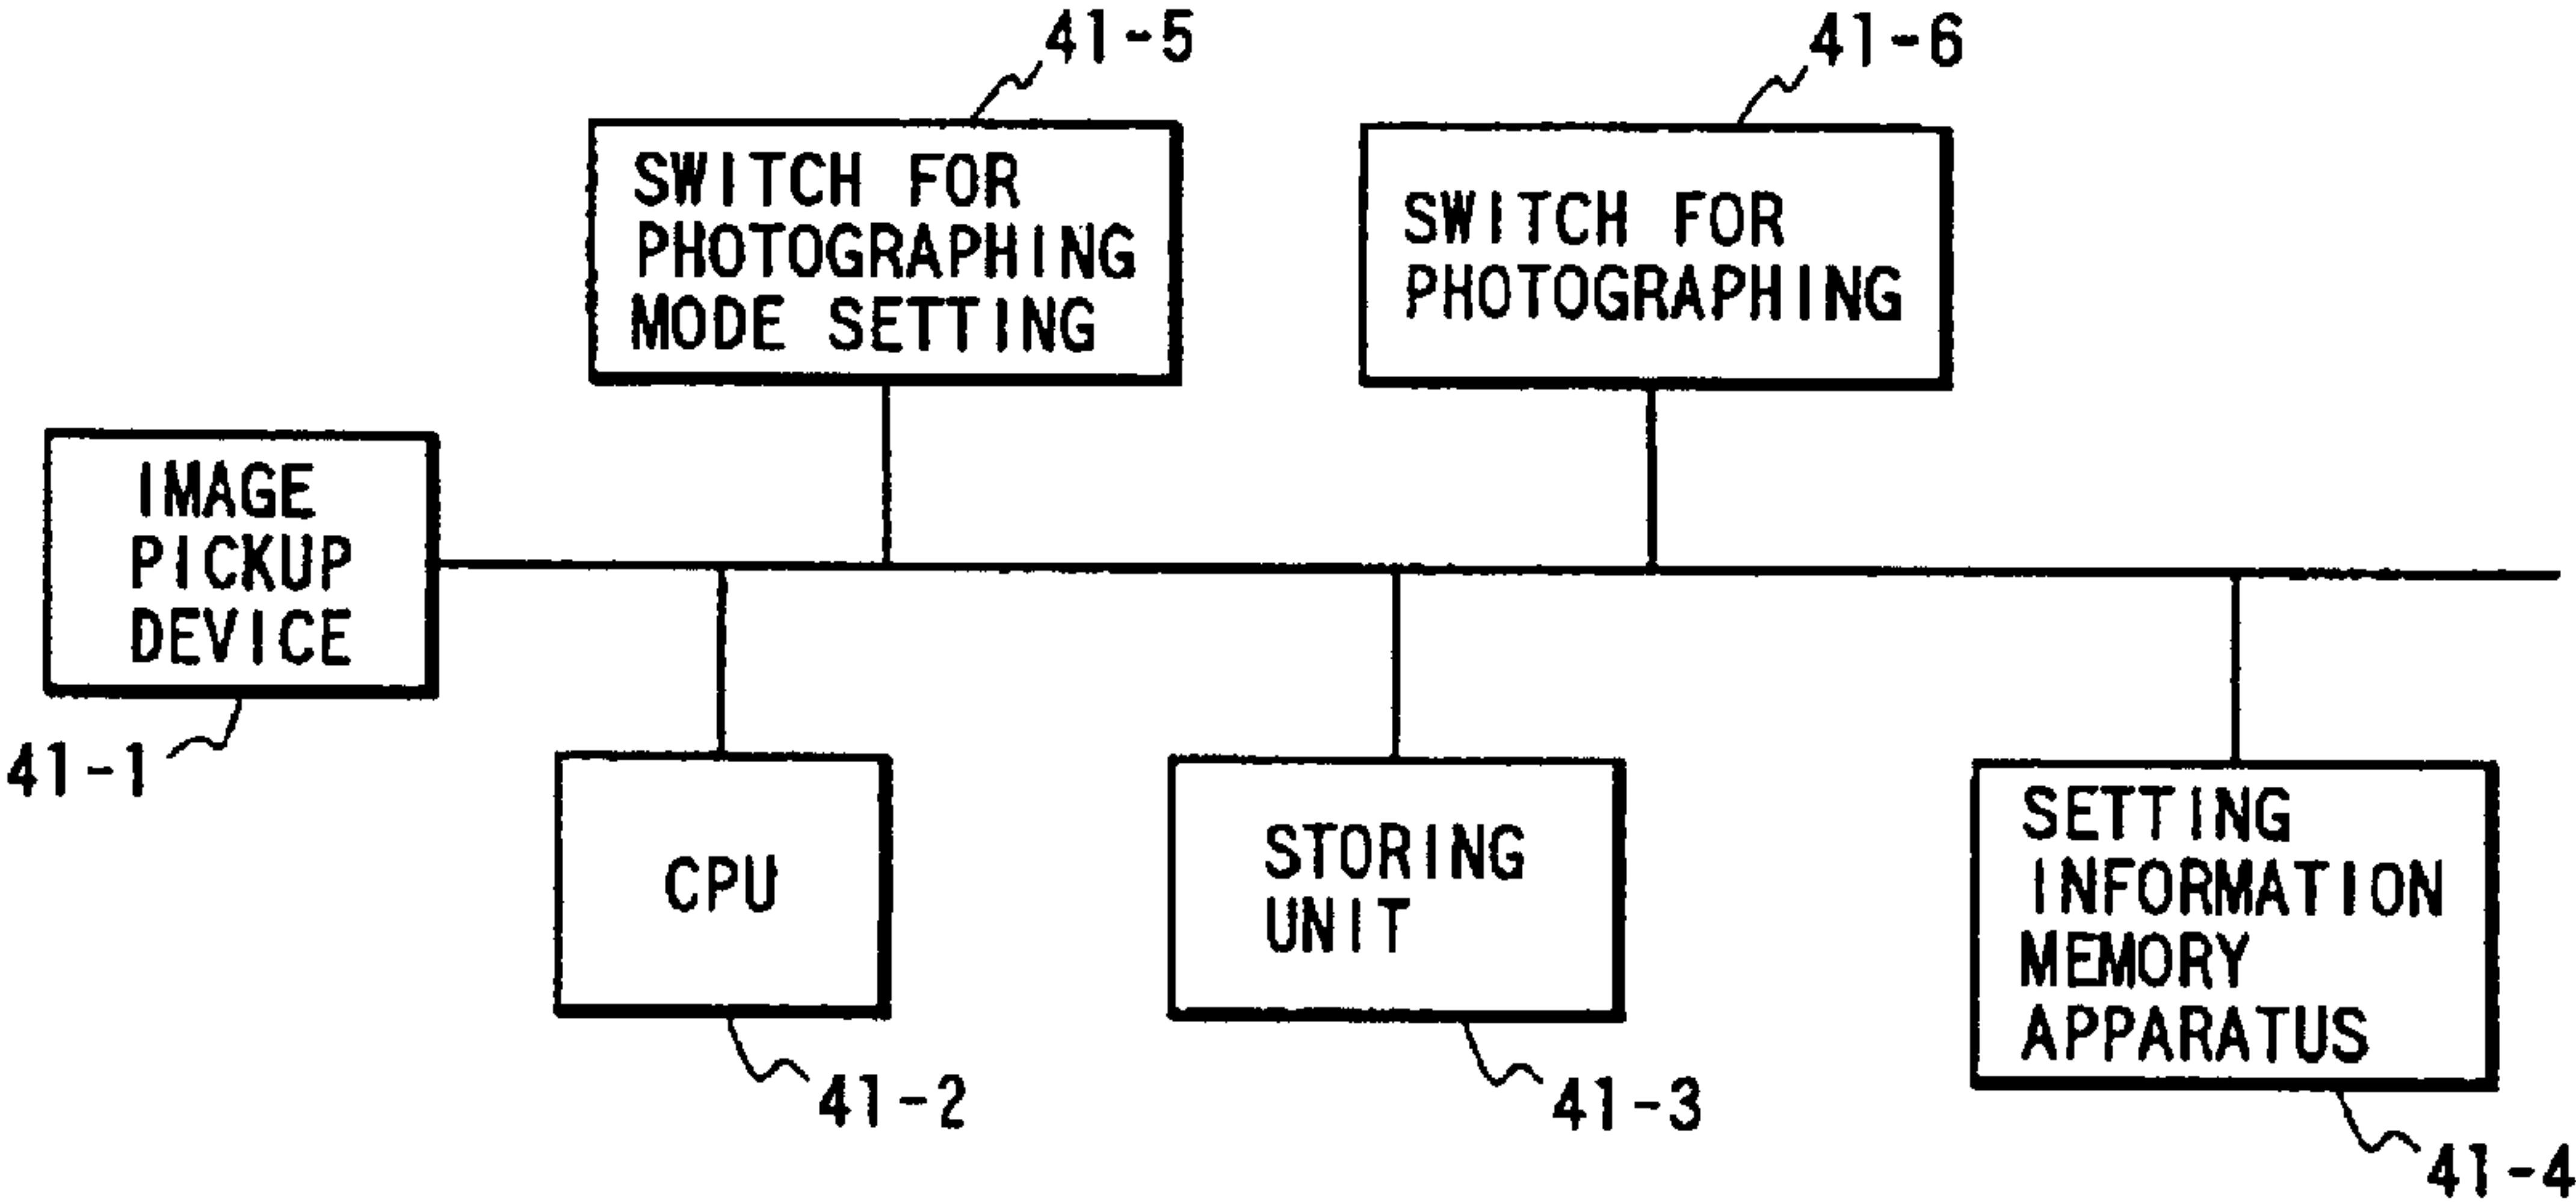 41-5
41-6
SWITCH FOR
PHOTOGRAPHING
MODE SETTING
SWITCH FOR
PHOTOGRAPHING
IMAGE
PICKUP
DEVICE
41-1
CPU
STORING
UNIT
SETTING
INFORMATION
MEMORY
APPARATUS
41-2
41-3
41-4